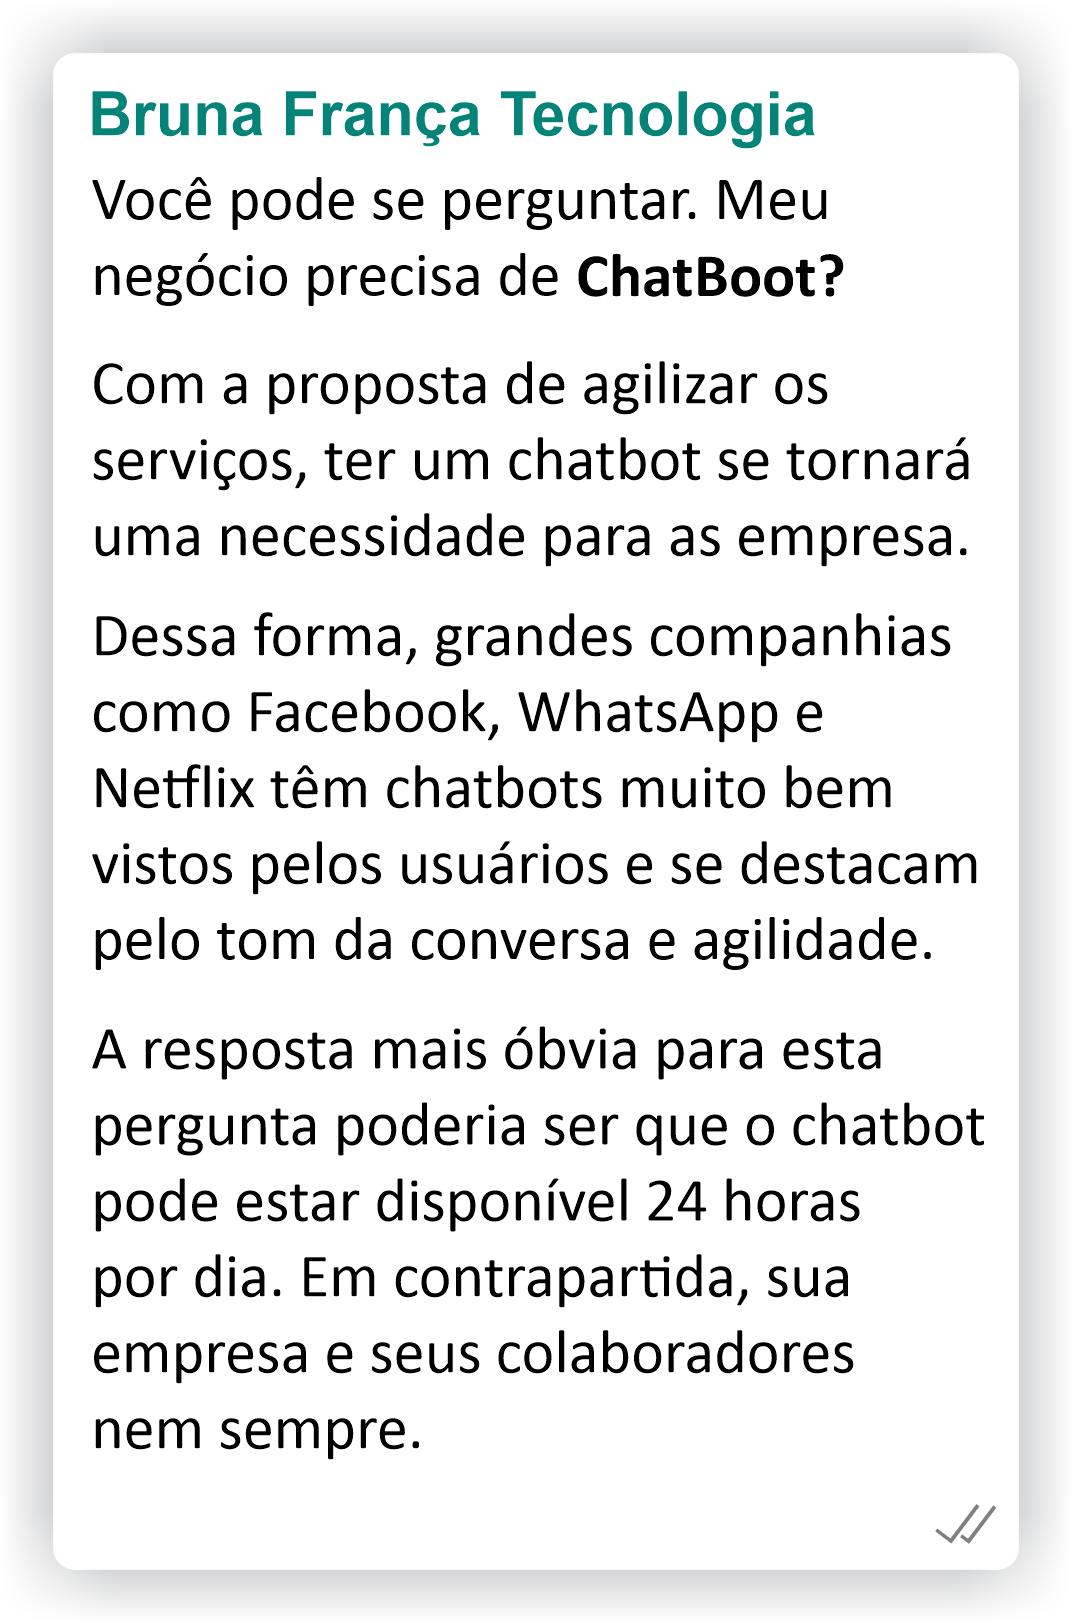 Bruna França Tecnologia
Você pode se perguntar. Meu
negócio precisa de ChatBoot?
Com a proposta de agilizar os
serviços, ter um chatbot se tornará
uma necessidade para as empresa.
Dessa forma, grandes companhias
como Facebook, WhatsApp e
Netflix têm chatbots muito bem
vistos pelos usuários e se destacam
pelo tom da conversa e agilidade.
A resposta mais óbvia para esta
pergunta poderia ser que o chatbot
pode estar disponível 24 horas
por dia. Em contrapartida, sua
empresa e seus colaboradores
nem sempre.